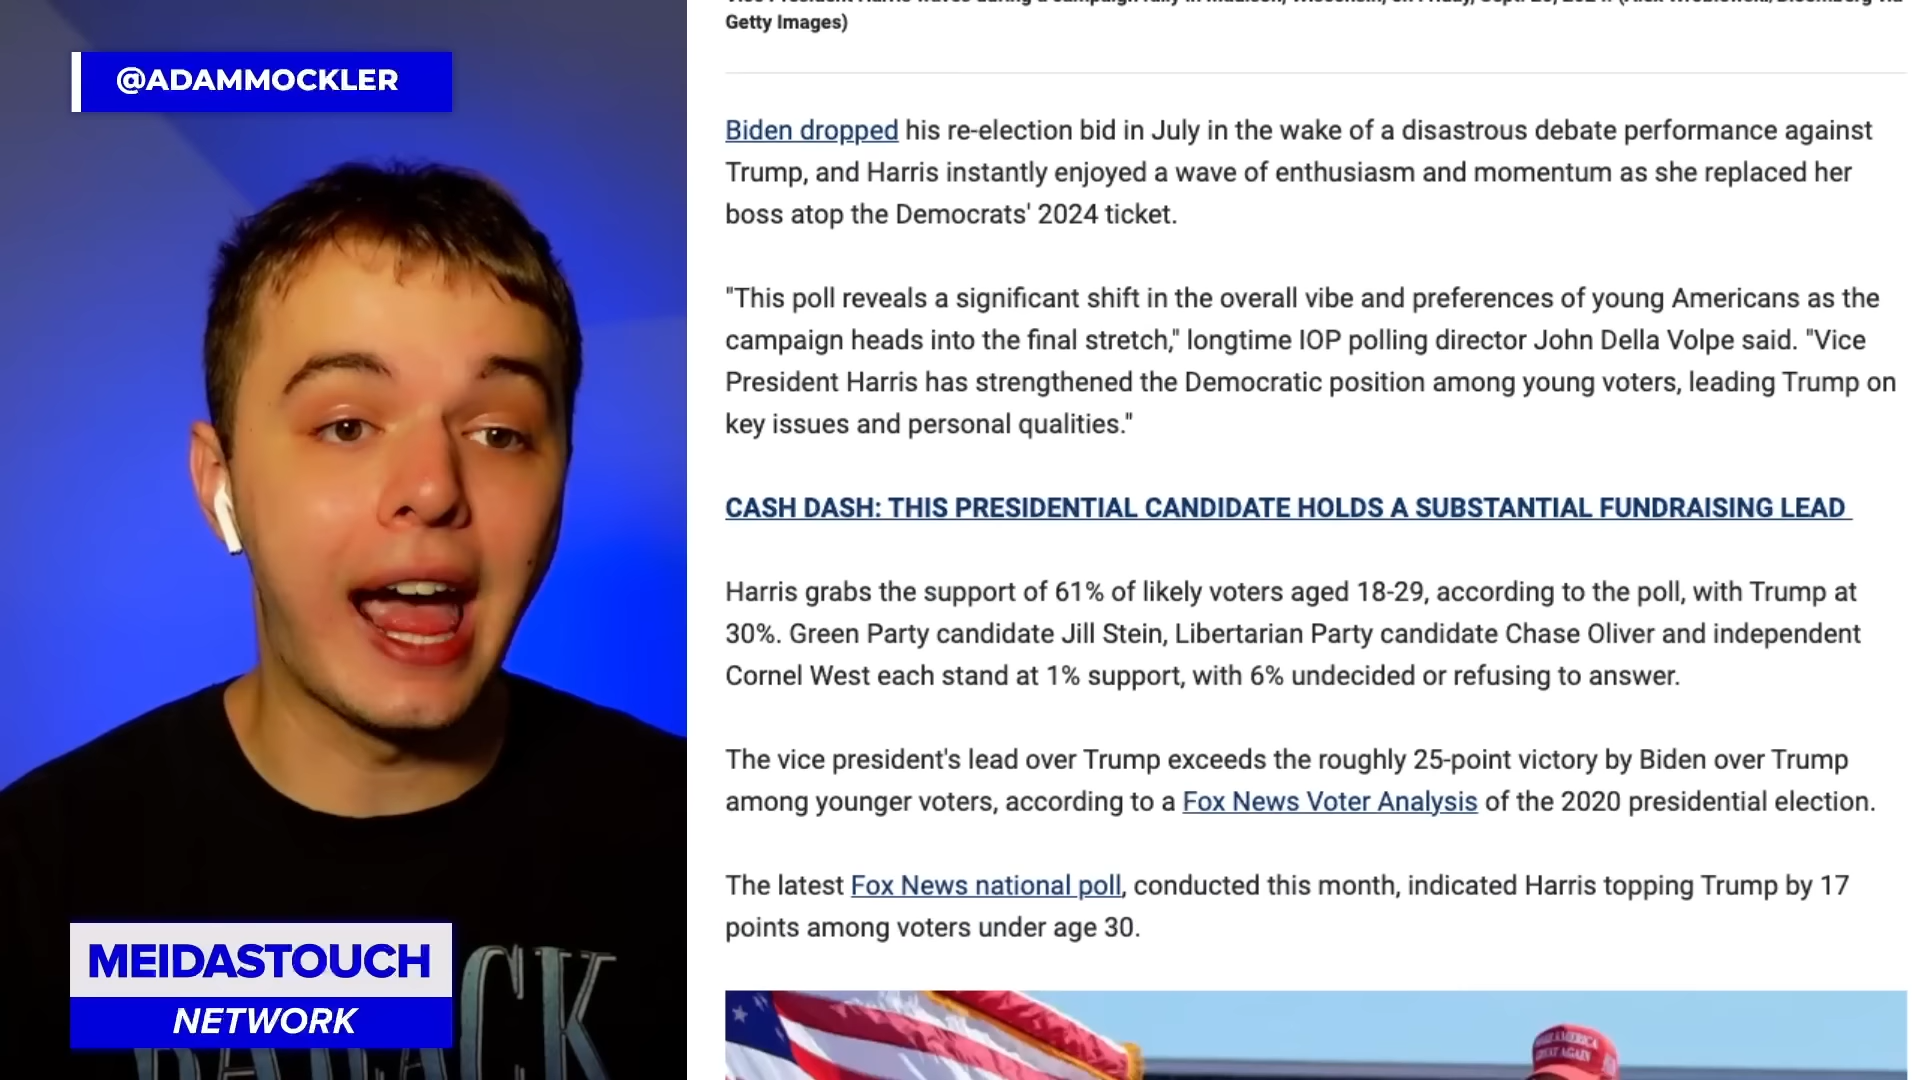 @ADAMMOCKLER
Getty Images)
Biden dropped his re-election bid in July in the wake of a disastrous debate performance against
Trump, and Harris instantly enjoyed a wave of enthusiasm and momentum as she replaced her
boss atop the Democrats' 2024 ticket.
"This poll reveals a significant shift in the overall vibe and preferences of young Americans as the
campaign heads into the final stretch," longtime IOP polling director John Della Volpe said. "Vice
President Harris has strengthened the Democratic position among young voters, leading Trump on
key issues and personal qualities."
CASH DASH: THIS PRESIDENTIAL CANDIDATE HOLDS A SUBSTANTIAL FUNDRAISING LEAD
Harris grabs the support of 61% of likely voters aged 18-29, according to the poll, with Trump at
30%. Green Party candidate Jill Stein, Libertarian Party candidate Chase Oliver and independent
Cornel West each stand at 1% support, with 6% undecided or refusing to answer.
The vice president's lead over Trump exceeds the roughly 25-point victory by Biden over Trump
among younger voters, according to a Fox News Voter Analysis of the 2020 presidential election.
The latest Fox News national poll, conducted this month, indicated Harris topping Trump by 17
points among voters under age 30.
MEIDASTOUCH
NETWORK
MAKE AMERICA
GREAT AGAIN